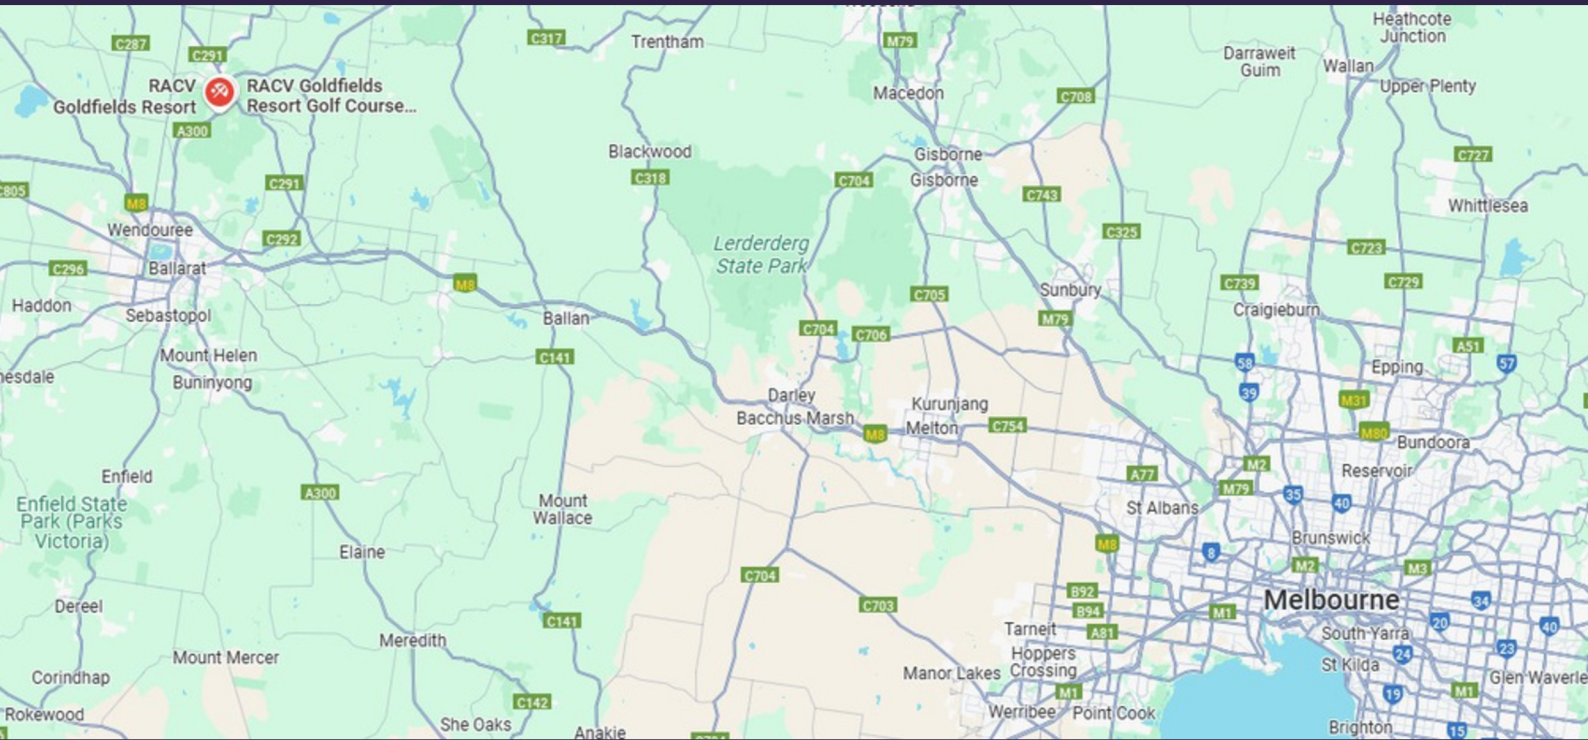 Heathcote
Junction
C287
C317
Trentham
M79
C291
Darraweit
Guim
Wallan
RACV
Goldfields Resort
RACV Goldfields
Resort Golf Course...
Macedon
C708
Upper Plenty
A300
Blackwood
Gisborne
C727
C318
C704
Gisborne
C291
C805
C743
M8
Whittlesea
Wendouree
C292
C325
C723
Lerderderg
State Park
C296
Ballarat
M8
C739
C729
Haddon
C705
Sunbury
Sebastopol
Ballan
M79
Craigieburn
C704
C706
Mount Helen
C141
A51
nesdale
Buninyong
58
57
Epping
Darley
39
M31
Kurunjang
Bacchus Marsh
M8
Melton
C754
M80
Bundoora
Enfield
M2
Reservoir
A77
M79
A300
35
40
Enfield State
Park (Parks
Victoria)
Mount
Wallace
St Albans
Elaine
M8
8
Brunswick
C704
M2
M3
Dereel
C703
B92
Melbourne
34
C141
B94
M1
20
40
Meredith
Tarneit
A81
South Yarra
Mount Mercer
Hoppers
Crossing
24
23
Corindhap
Manor Lakes
St Kilda
Glen Waverle
C142
M1
19
M1
Rokewood
She Oaks
Werribee
Point Cook
Anakie
Brighton
15